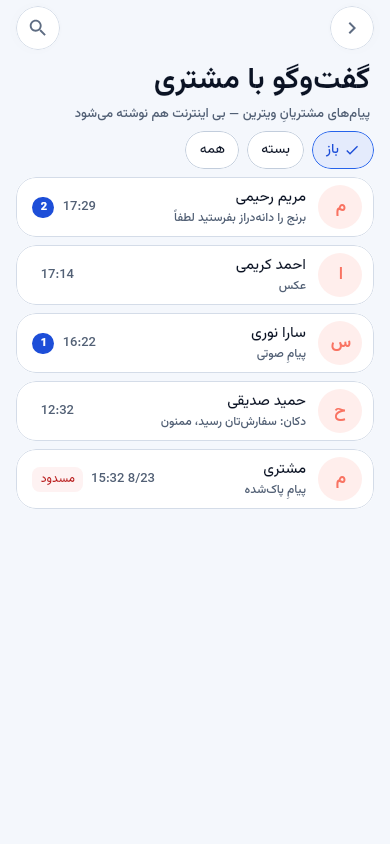 گفت‌وگو با مشتری
پیام‌های مشتریانِ ویترین — بی اینترنت هم نوشته می‌شود
باز
بسته
همه
م
مریم رحیمی
17:29
2
برنج را دانه‌دراز بفرستید لطفاً
ا
احمد کریمی
17:14
عکس
س
سارا نوری
16:22
1
پیامِ صوتی
ح
حمید صدیقی
12:32
دکان: سفارش‌تان رسید، ممنون
م
مشتری
15:32 8/23
مسدود
پیامِ پاک‌شده